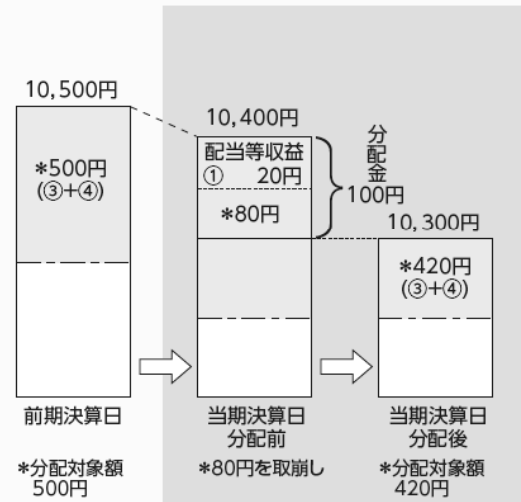 10,500円
*500円
(③+④)
前期決算日
*分配対象額
500円
10,400円
配当等収益
① 20円
*80円
分配金
100円
当期決算日
分配前
*80円を取崩し
10,300円
*420円
(③+④)
当期決算日
分配後
*分配対象額
420円